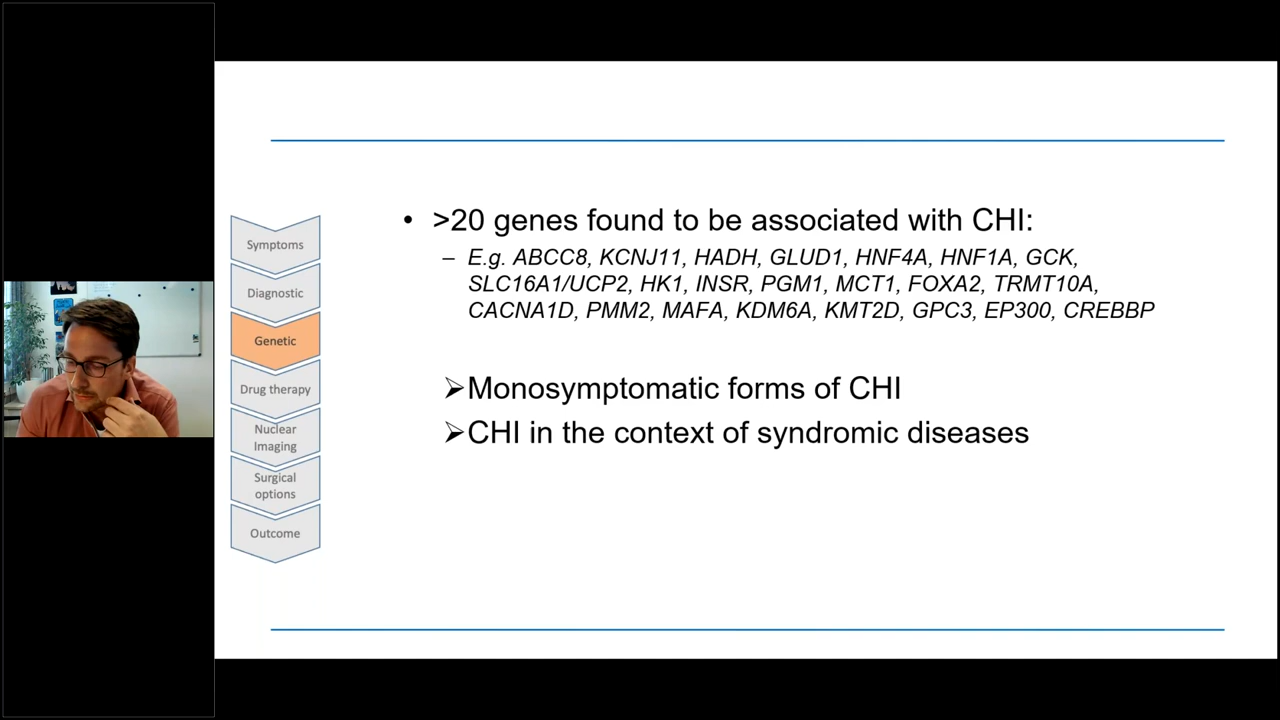 Symptoms
Diagnostic
Genetic
Drug therapy
Nuclear
Imaging
Surgical
options
Outcome
• >20 genes found to be associated with CHI:
– E.g. ABCC8, KCNJ11, HADH, GLUD1, HNF4A, HNF1A, GCK,
SLC16A1/UCP2, HK1, INSR, PGM1, MCT1, FOXA2, TRMT10A,
CACNA1D, PMM2, MAFA, KDM6A, KMT2D, GPC3, EP300, CREBBP
➢Monosymptomatic forms of CHI
➢CHI in the context of syndromic diseases